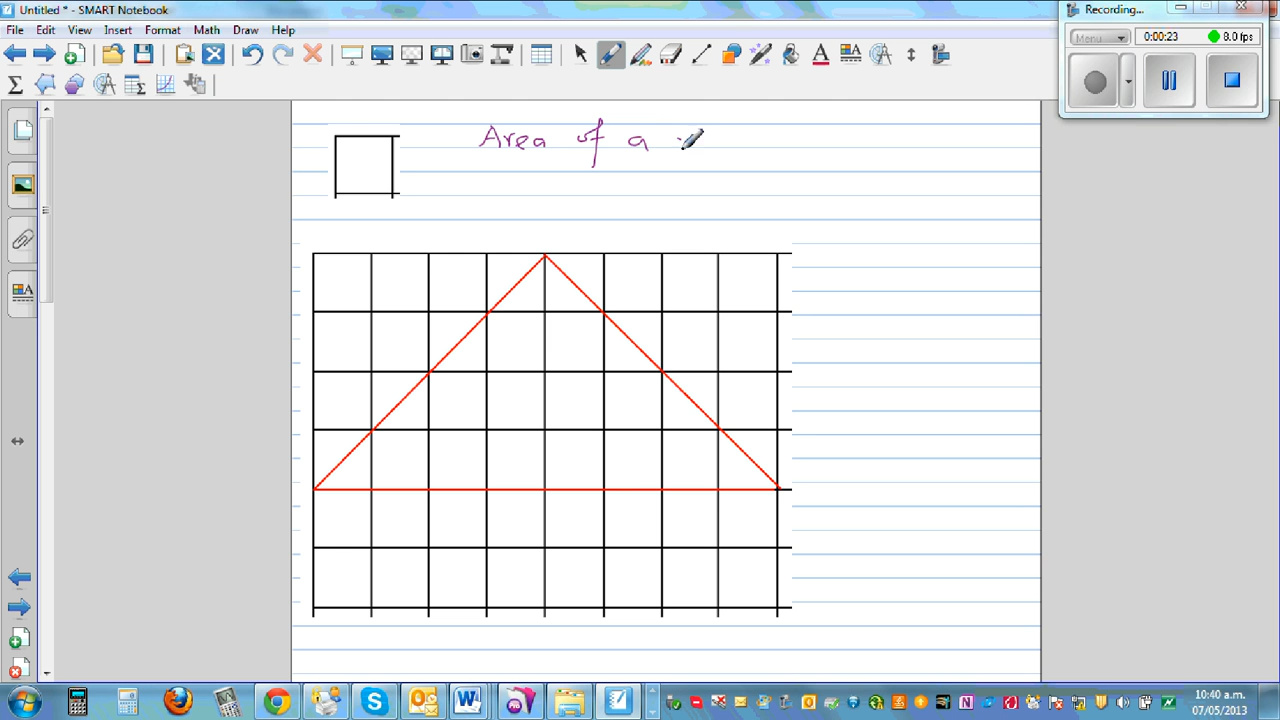 Untitled * - SMART Notebook
Recording...
File Edit View Insert Format Math Draw Help
Menu 0:00:23 8.0 fps
Area of a
10:40 a.m.
07/05/2013